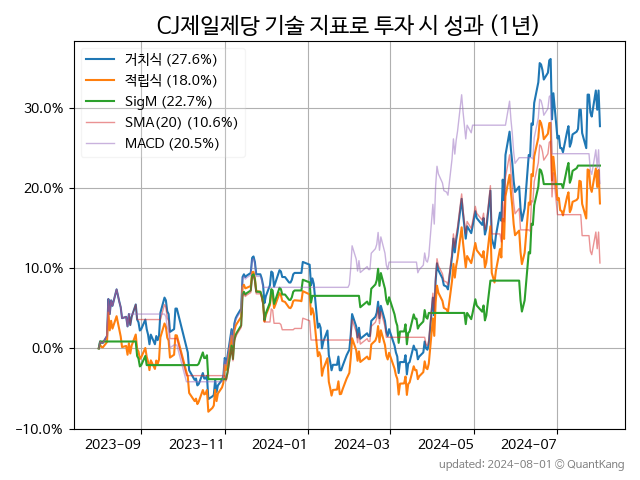 CJ제일제당 기술 지표로 투자 시 성과 (1년)
거치식 (27.6%)
적립식 (18.0%)
SigM (22.7%)
SMA(20) (10.6%)
MACD (20.5%)
30.0%
20.0%
10.0%
0.0%
−10.0%
2023-09 2023-11 2024-01 2024-03 2024-05 2024-07
updated: 2024-08-01 © QuantKang